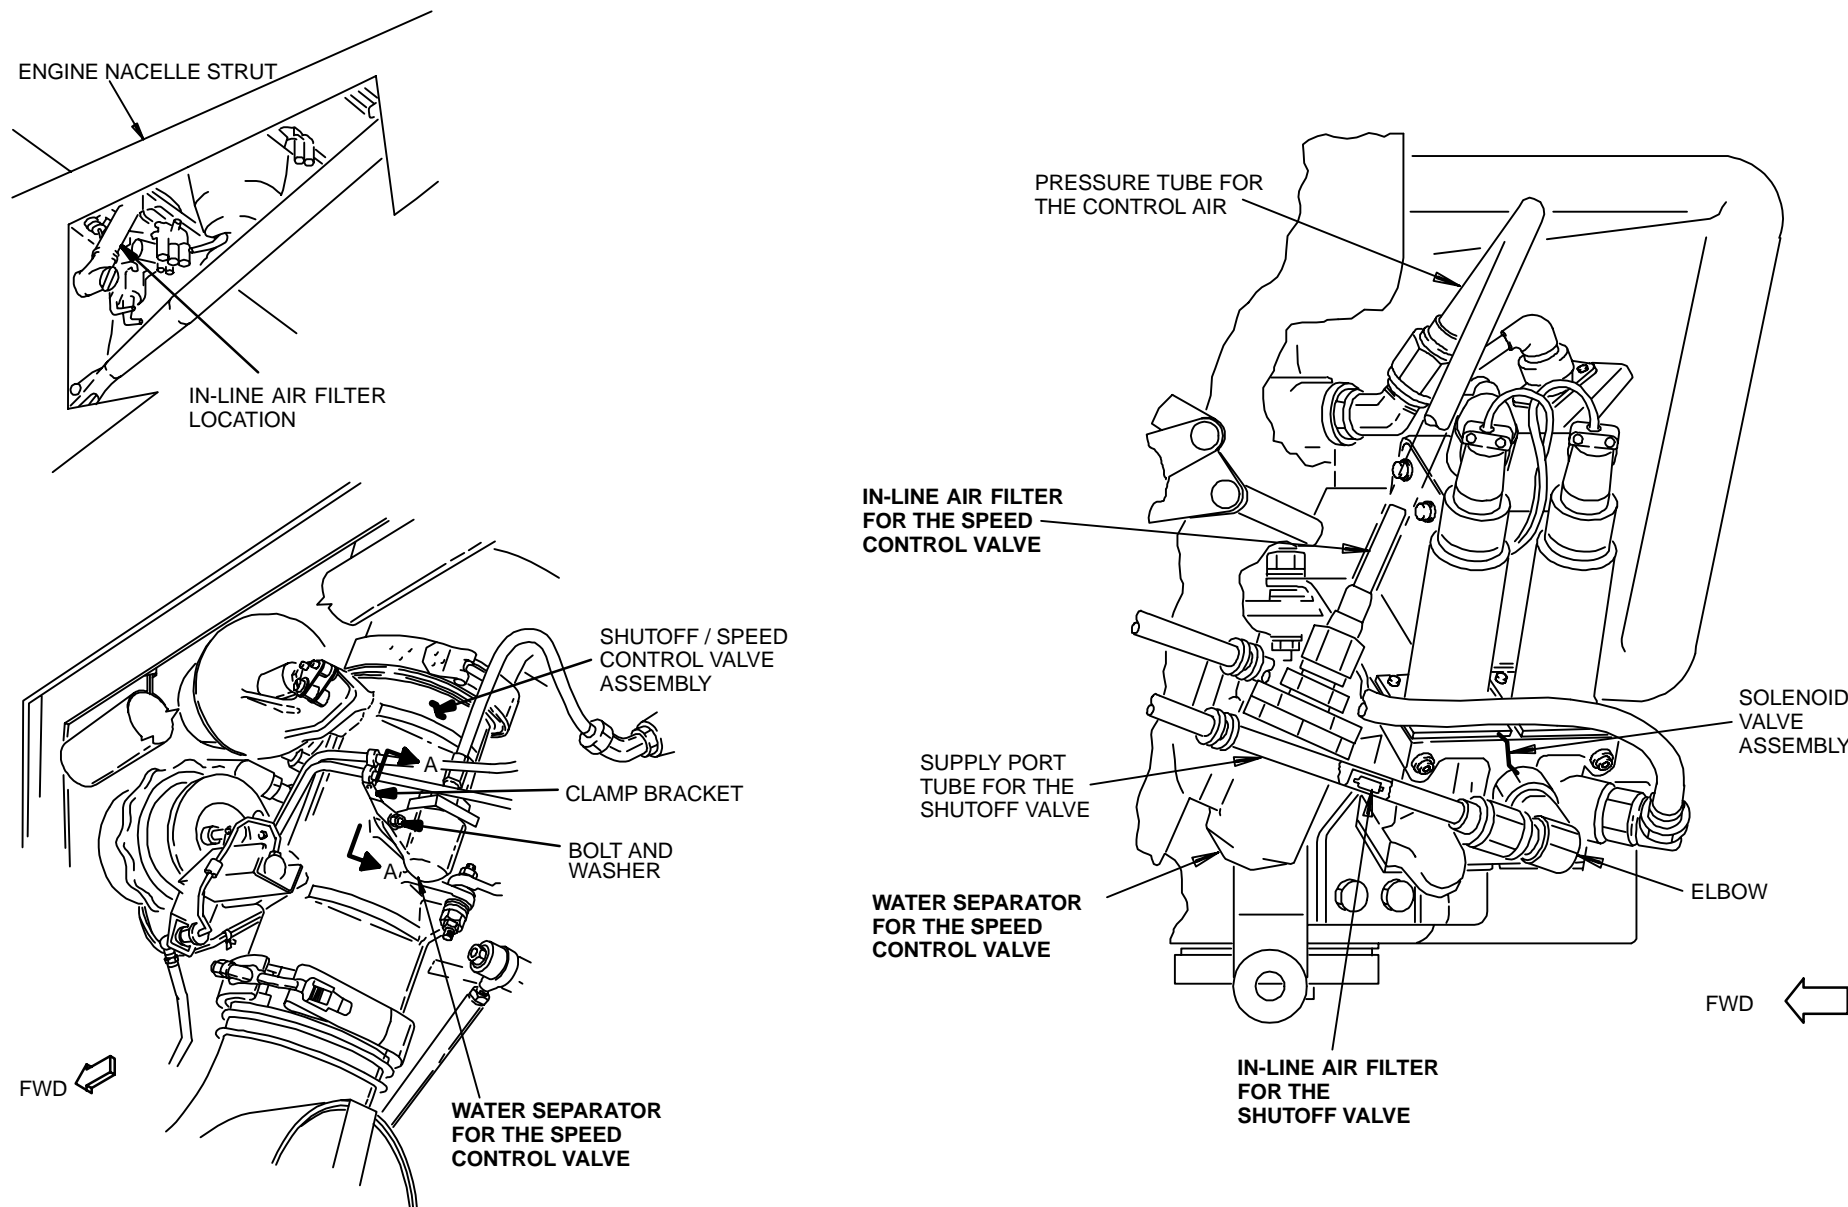 ENGINE NACELLE STRUT
IN-LINE AIR FILTER
LOCATION
SHUTOFF / SPEED
CONTROL VALVE
ASSEMBLY
A
CLAMP BRACKET
BOLT AND
WASHER
A
FWD
WATER SEPARATOR
FOR THE SPEED
CONTROL VALVE
PRESSURE TUBE FOR
THE CONTROL AIR
IN-LINE AIR FILTER
FOR THE SPEED
CONTROL VALVE
SUPPLY PORT
TUBE FOR THE
SHUTOFF VALVE
WATER SEPARATOR
FOR THE SPEED
CONTROL VALVE
SOLENOID
VALVE
ASSEMBLY
ELBOW
FWD
IN-LINE AIR FILTER
FOR THE
SHUTOFF VALVE